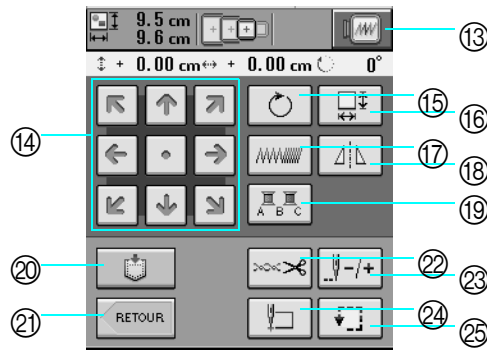 9.5 cm
9.6 cm
⑬
+ 0.00 cm + 0.00 cm 0°
⑭
⑮
⑯
⑰
⑱
A B C
⑲
⑳
㉒
-/+
㉓
RETOUR
㉑
㉔
㉕